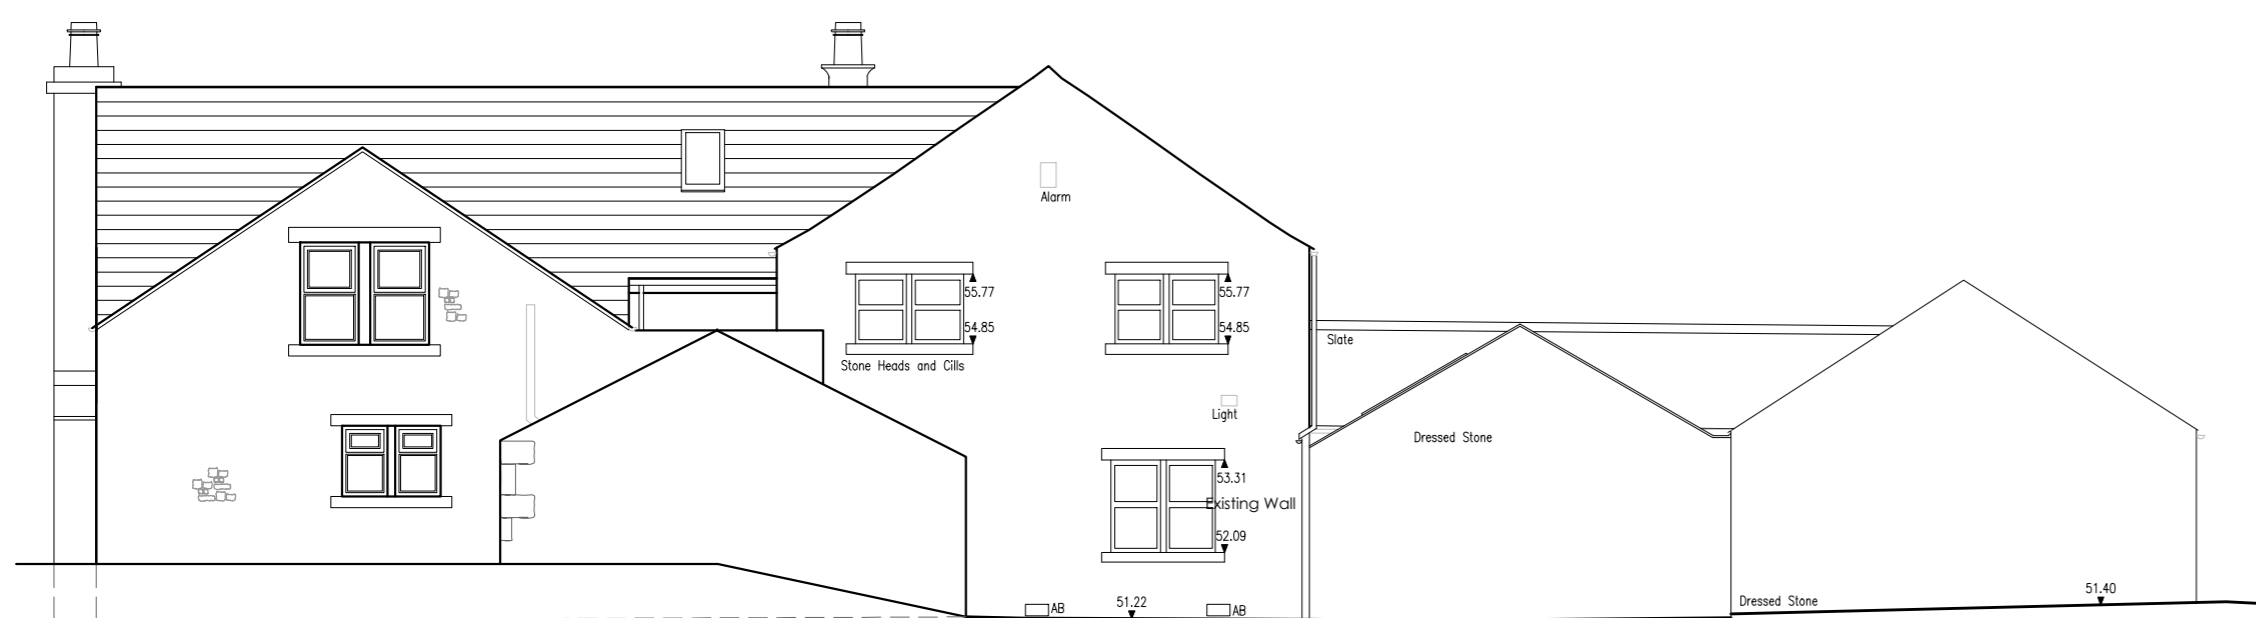 Alarm
55.77
55.77
54.85
54.85
Slate
Stone Heads and Cills
Light
Dressed Stone
53.31
Existing Wall
52.09
51.40
Dressed Stone
51.22
AB
AB